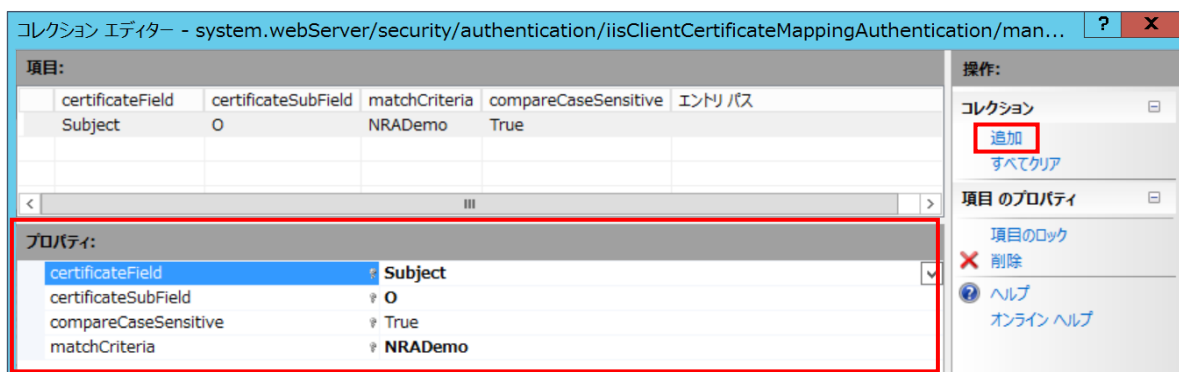 コレクション エディター - system.webServer/security/authentication/iisClientCertificateMappingAuthentication/man... ? X
項目:
certificateField certificateSubField matchCriteria compareCaseSensitive エントリ パス
Subject O NRADemo True
プロパティ:
certificateField Subject
certificateSubField O
compareCaseSensitive True
matchCriteria NRADemo
操作:
コレクション
追加
すべてクリア
項目 のプロパティ
項目のロック
削除
ヘルプ
オンライン ヘルプ